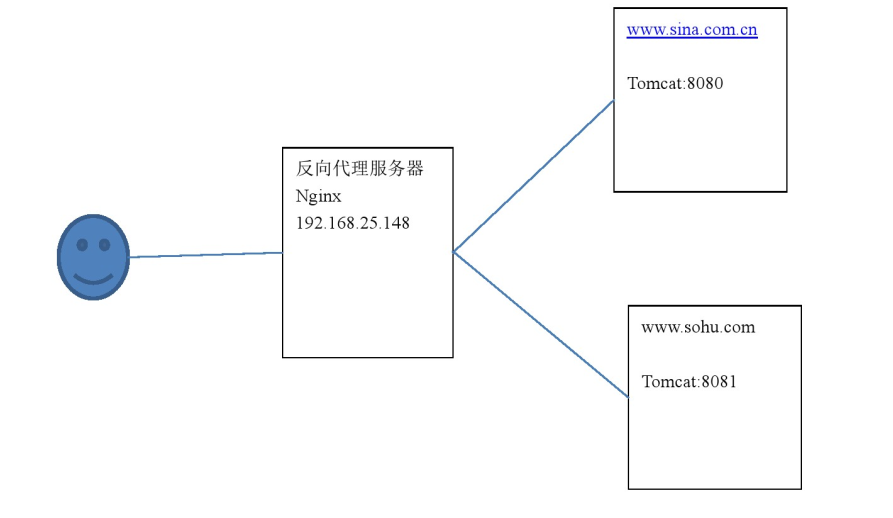 www.sina.com.cn
Tomcat:8080
反向代理服务器
Nginx
192.168.25.148
www.sohu.com
Tomcat:8081